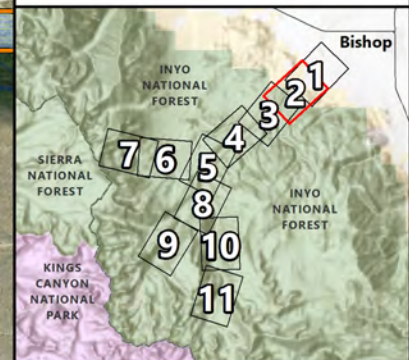 Bishop
INYO
NATIONAL
FOREST
1
2
3
4
5
6
7
SIERRA
NATIONAL
FOREST
8
INYO
NATIONAL
FOREST
9
10
KINGS
CANYON
NATIONAL
PARK
11